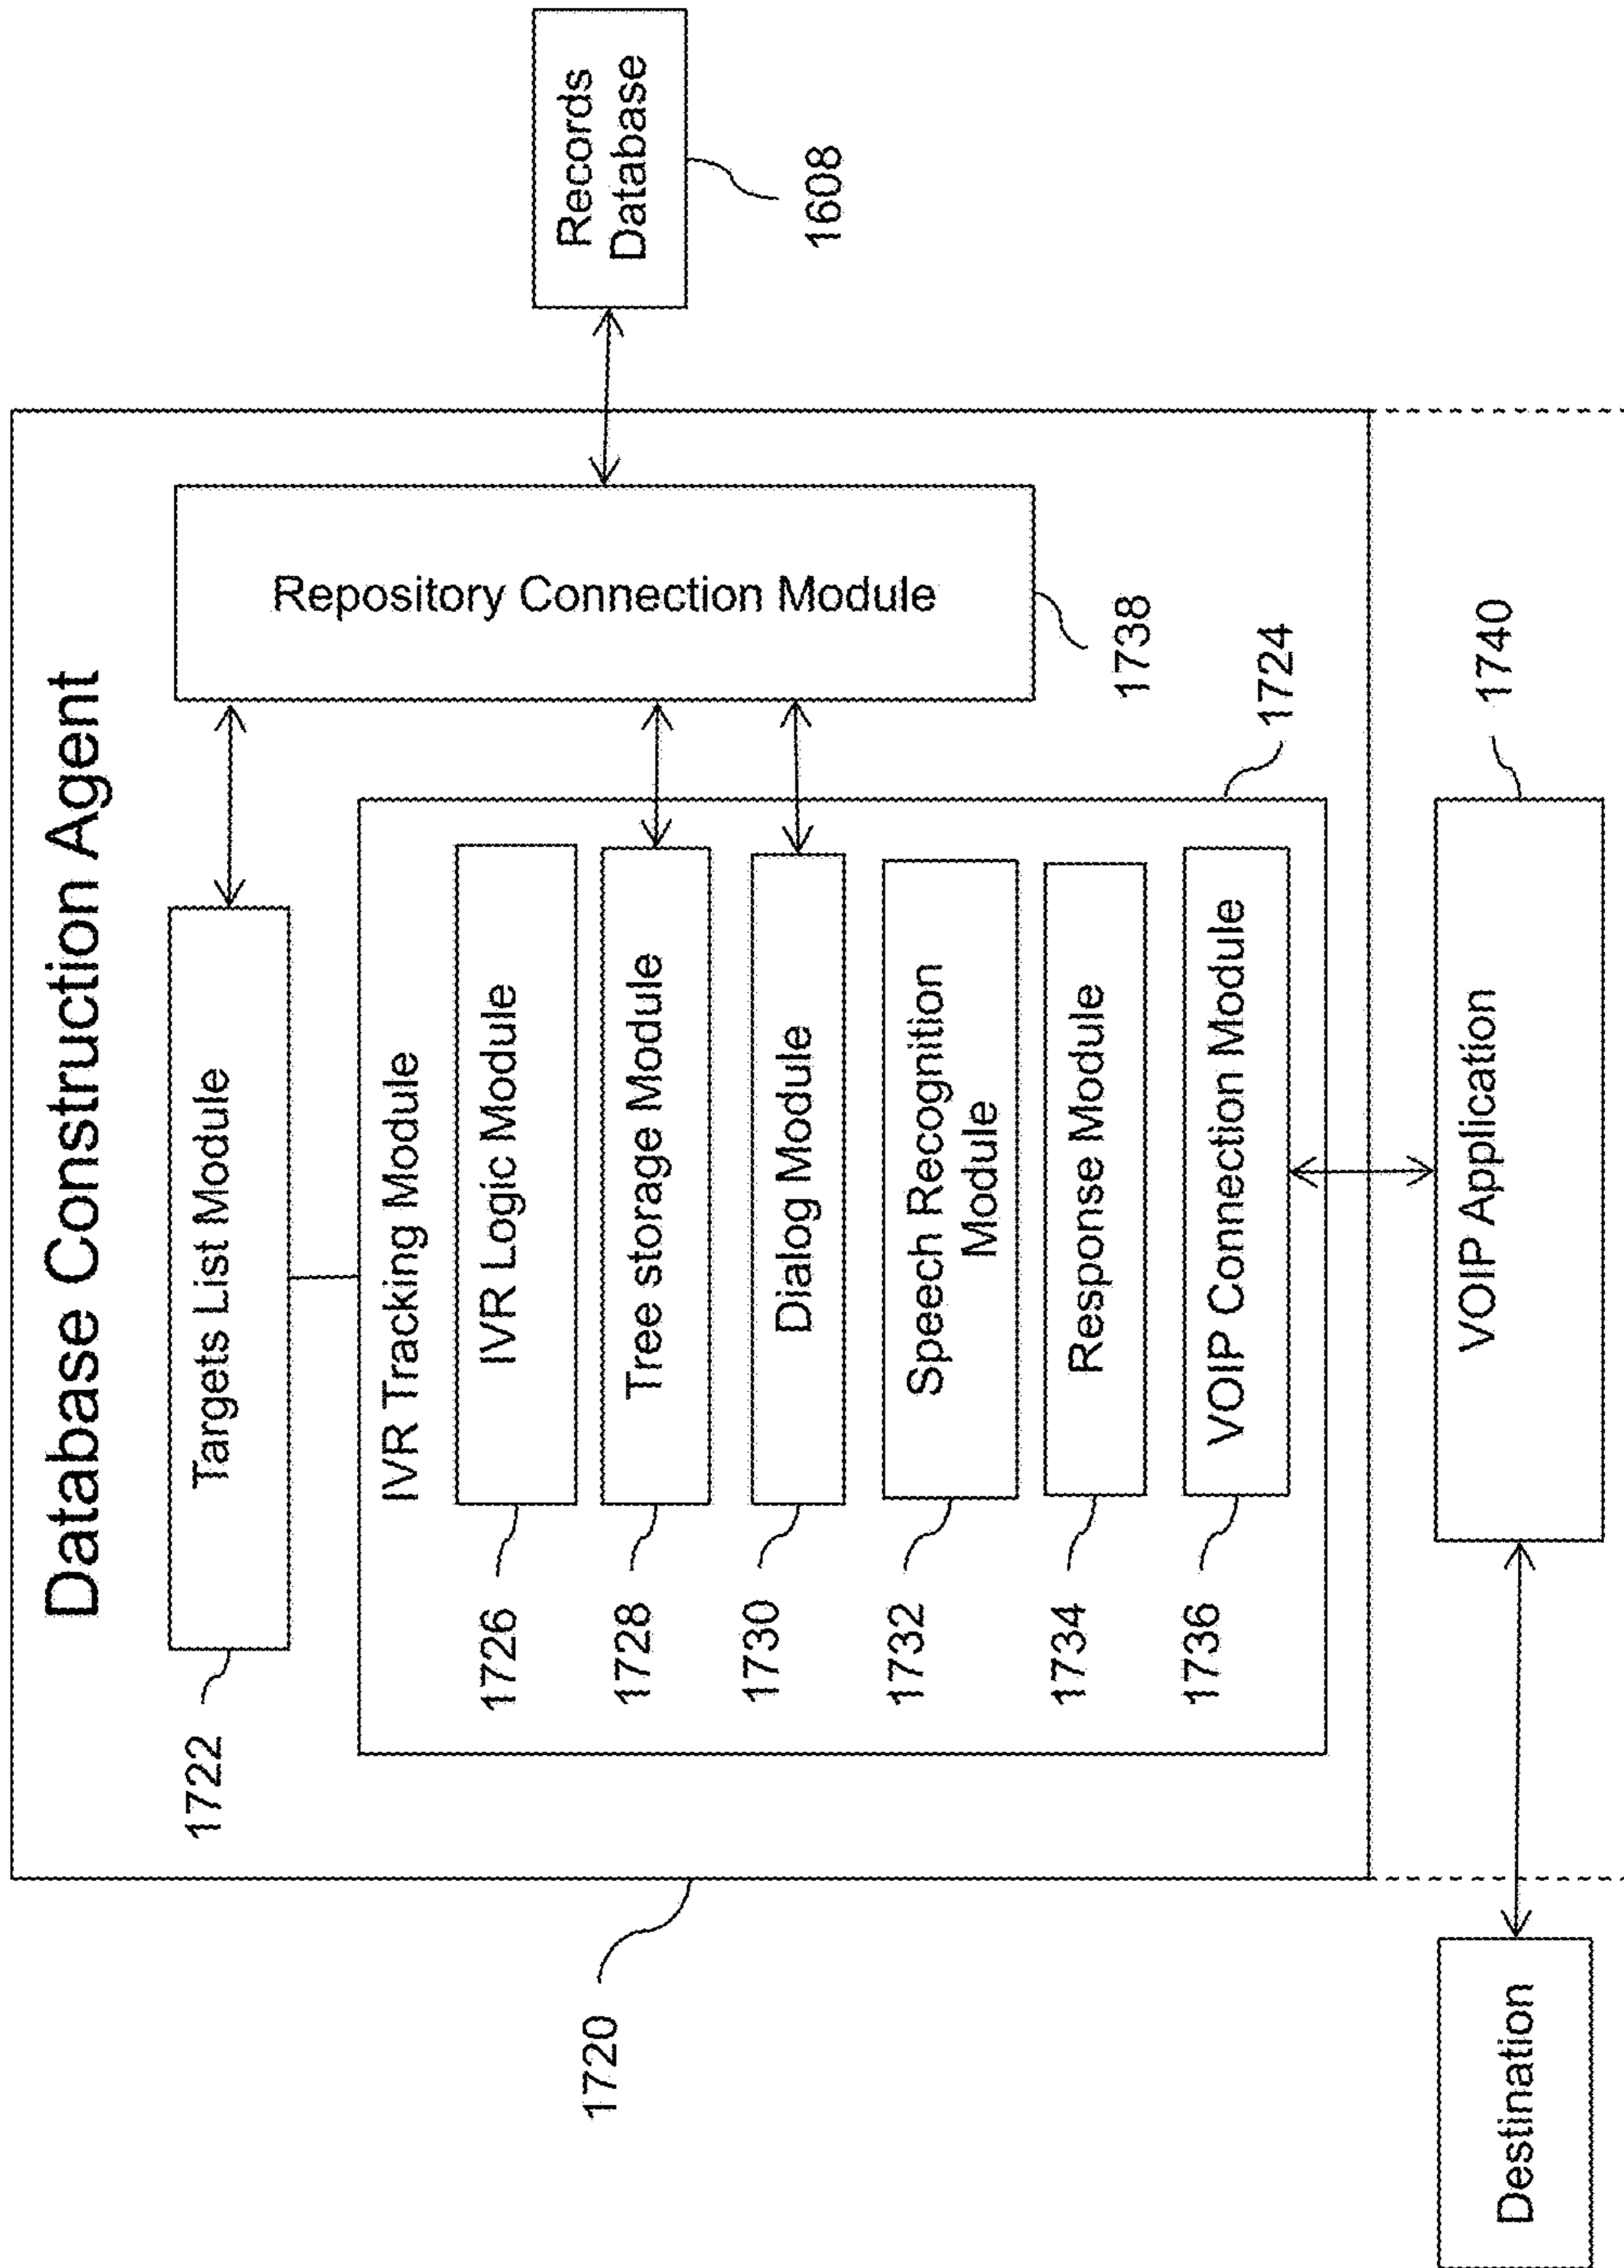 Database Construction Agent
1722
Targets List Module
IVR Tracking Module
1726
IVR Logic Module
1728
Tree storage Module
1730
Dialog Module
1732
Speech Recognition
Module
1734
Response Module
1736
VOIP Connection Module
1724
Repository Connection Module
1738
Records
Database
1608
1720
VOIP Application
1740
Destination